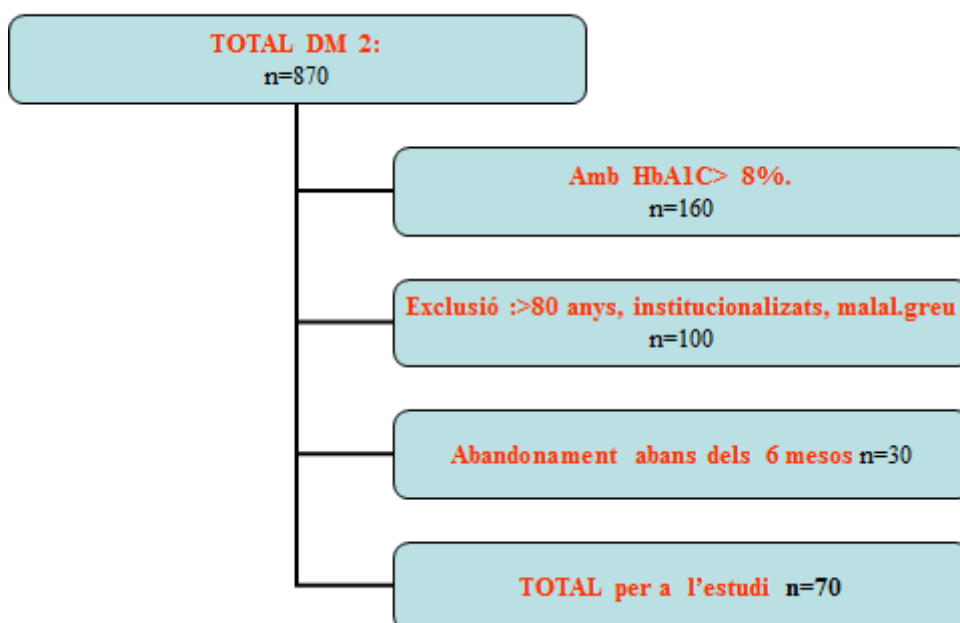 TOTAL DM 2:
n=870
Amb HbA1C> 8%.
n=160
Exclusió :>80 anys, institucionalizats, malal.greu
n=100
Abandonament abans dels 6 mesos n=30
TOTAL per a l'estudi n=70